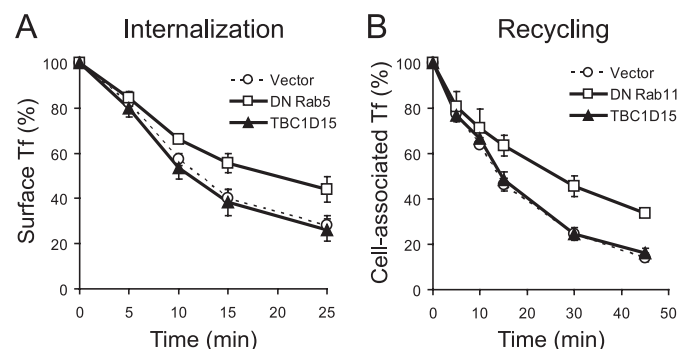 A Internalization
Surface Tf (%)
100
80
60
40
20
0
Vector
DN Rab5
TBC1D15
0 5 10 15 20 25
Time (min)
B Recycling
Cell-associated Tf (%)
100
80
60
40
20
0
Vector
DN Rab11
TBC1D15
0 10 20 30 40 50
Time (min)